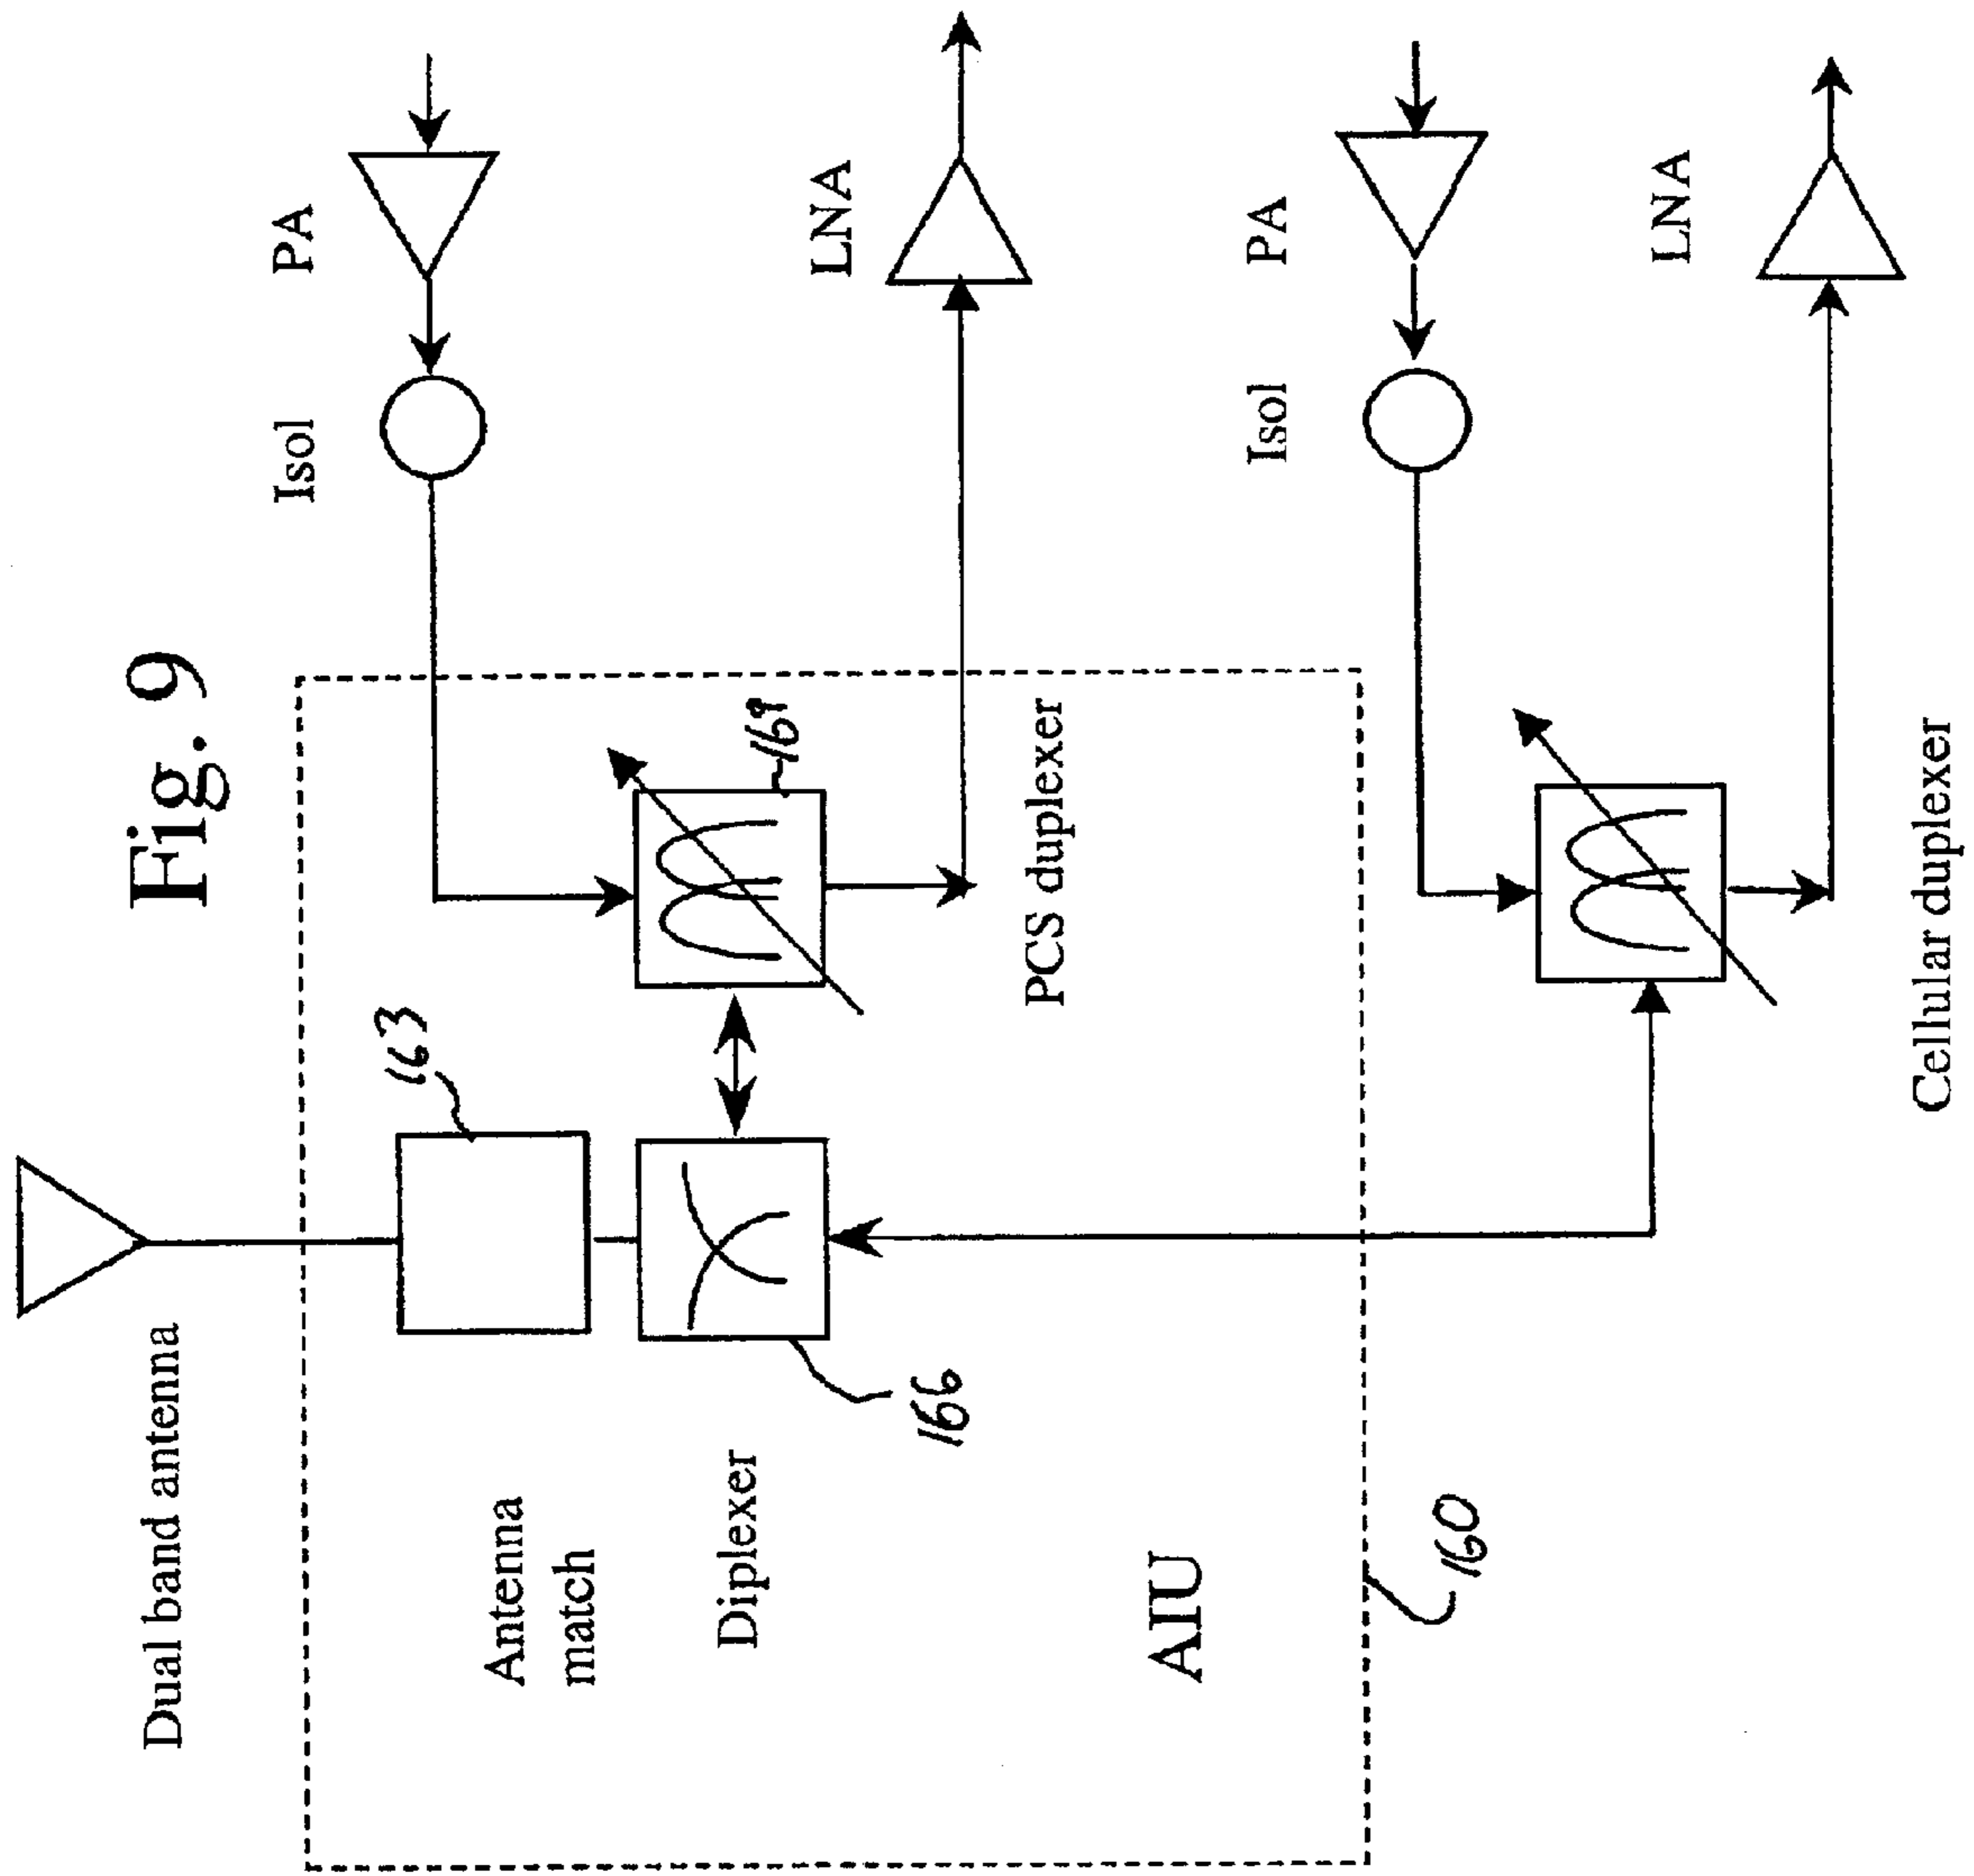 Fig. 9
Dual band antenna
Antenna
match
163
Diplexer
166
169
PCS duplexer
AIU
160
Isol
PA
LNA
Isol
PA
LNA
Cellular duplexer